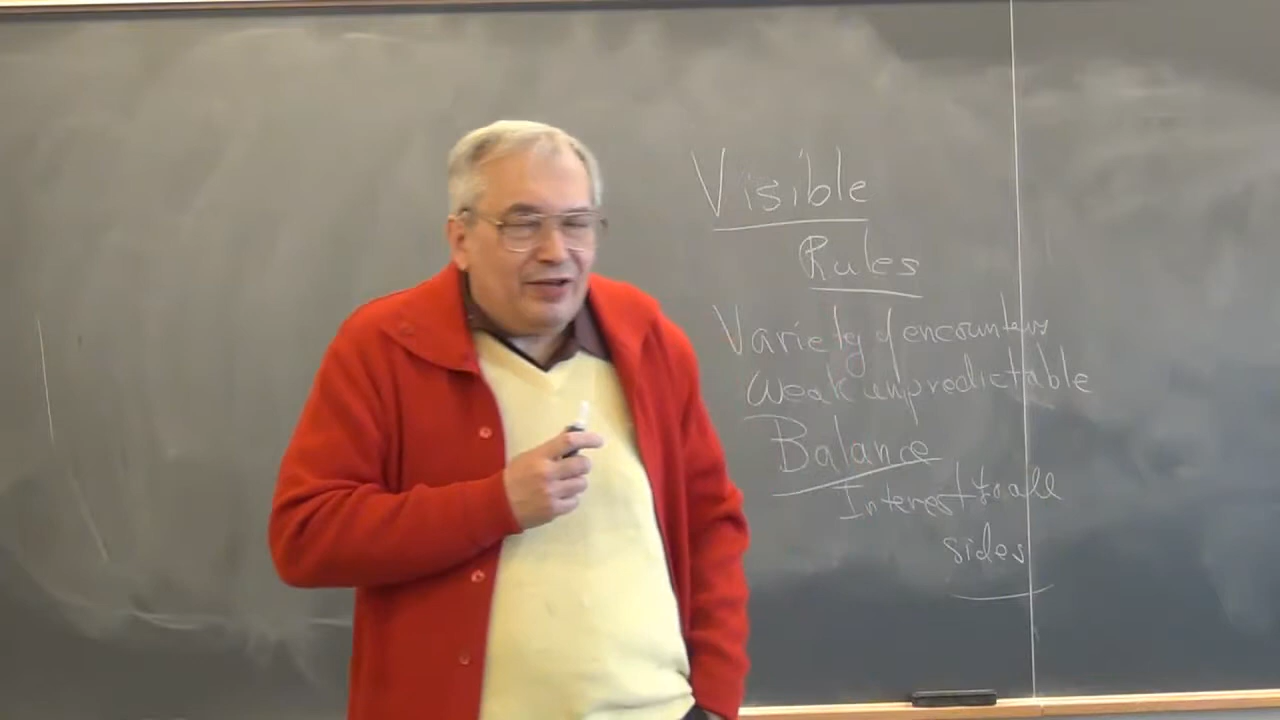 Visible
Rules
Variety of encounters
Weak unpredictable
Balance
Interest to all
sides